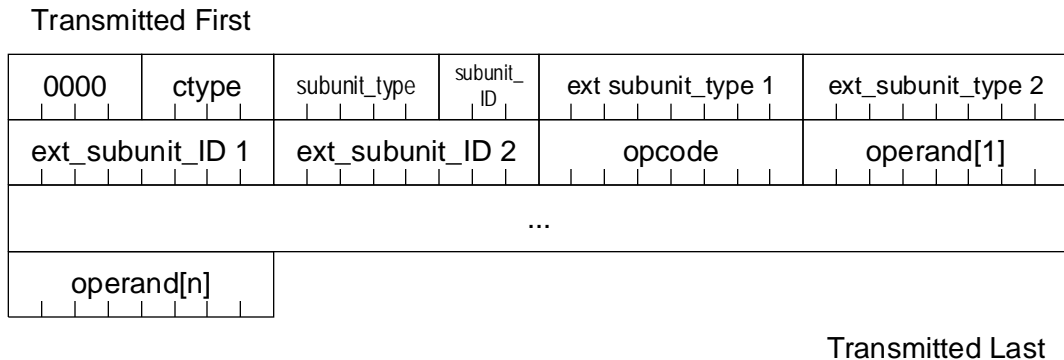 Transmitted First
0000 ctype subunit_type subunit_ ID ext subunit_type 1 ext_subunit_type 2
ext_subunit_ID 1 ext_subunit_ID 2 opcode operand[1]
...
operand[n]
Transmitted Last